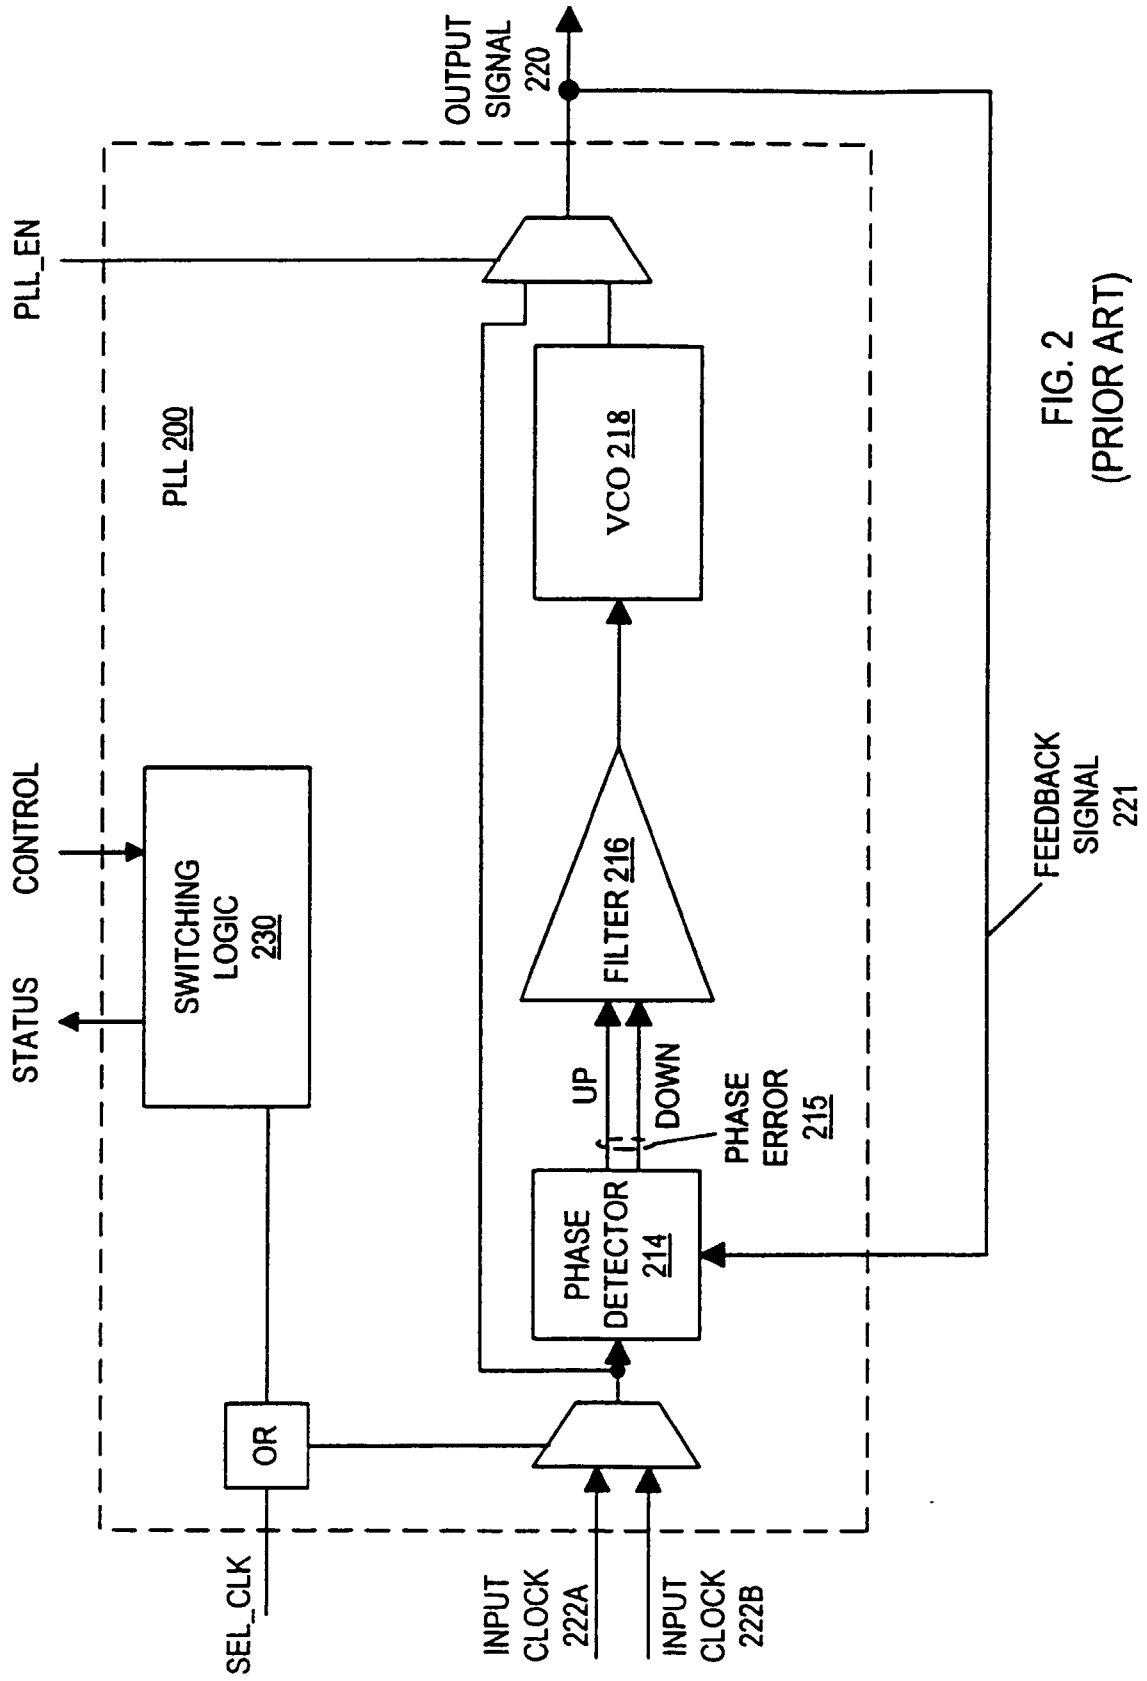 STATUS
CONTROL
PLL_EN
SWITCHING
LOGIC
230
PLL 200
OUTPUT
SIGNAL
220
SEL_CLK
OR
INPUT
CLOCK
222A
INPUT
CLOCK
222B
PHASE
DETECTOR
214
UP
DOWN
PHASE
ERROR
215
FILTER 216
VCO 218
FEEDBACK
SIGNAL
221
FIG. 2
(PRIOR ART)